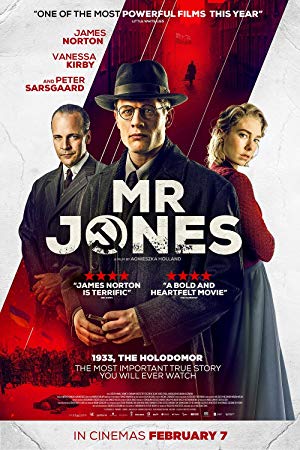 "ONE OF THE MOST POWERFUL FILMS THIS YEAR"
JAMES
NORTON
VANESSA
KIRBY
AND PETER
SARSGAARD
MR
JONES
A FILM BY AGNIESZKA HOLLAND
"JAMES NORTON
IS TERRIFIC"
"A BOLD AND
HEARTFELT MOVIE"
1933, THE HOLODOMOR
THE MOST IMPORTANT TRUE STORY
YOU WILL EVER WATCH
IN CINEMAS FEBRUARY 7